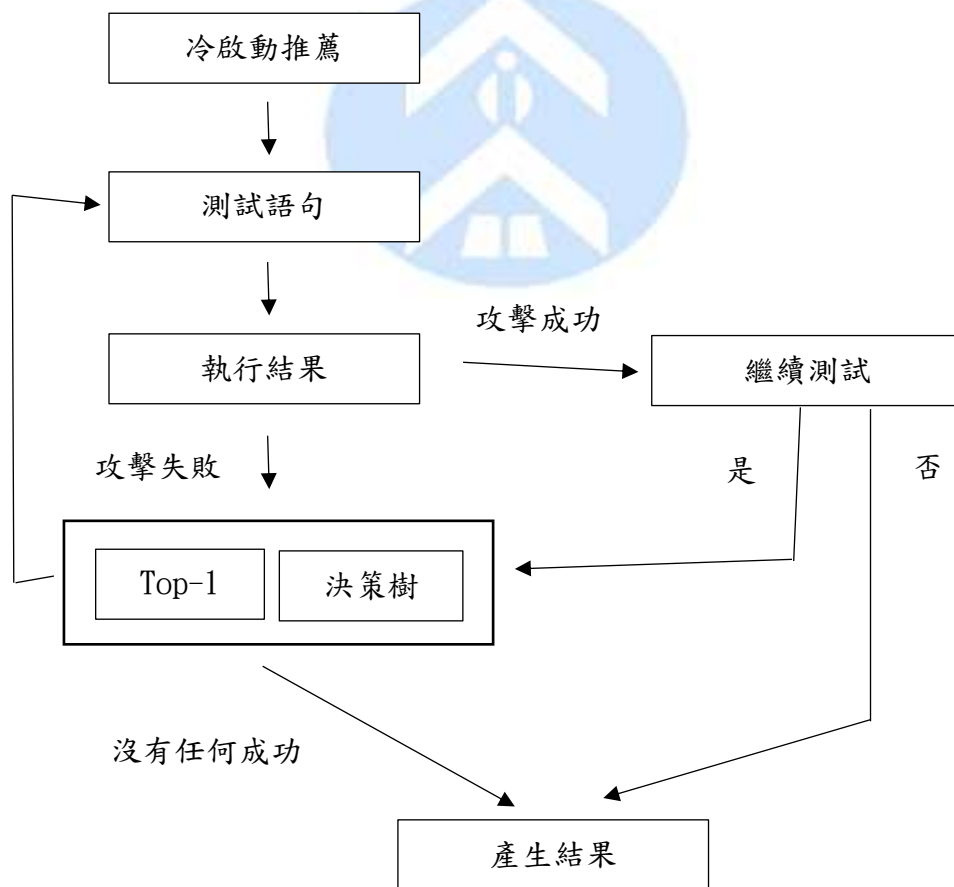 冷啟動推薦
測試語句
攻擊成功
執行結果
繼續測試
攻擊失敗
是
否
Top-1
決策樹
沒有任何成功
產生結果